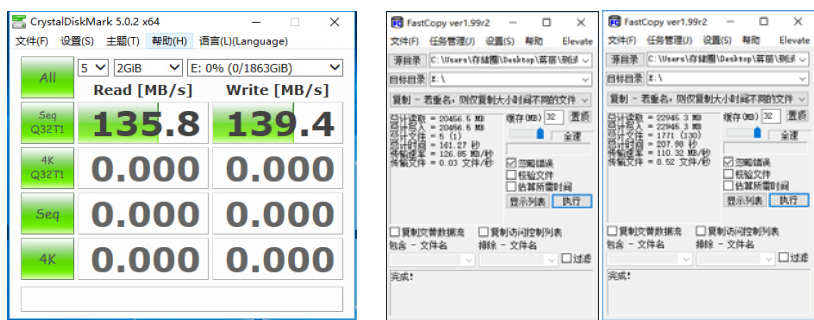 CrystalDiskMark 5.0.2 x64
文件(F) 设置(S) 主题(T) 帮助(H) 语言(L)(Language)
All
5
2GiB
E: 0% (0/1863GiB)
Read [MB/s]
Write [MB/s]
Seq
Q32T1
135.8
139.4
4K
Q32T1
0.000
0.000
Seq
0.000
0.000
4K
0.000
0.000
FastCopy ver1.99r2
文件(F) 任务管理(J) 设置(S) 帮助 Elevate
源目录
目标目录 E:\
复制 - 若重名，则仅复制大小时间不同的文件
总计读取 = 20456.5 MB
总计写入 = 20456.5 MB
总计文件 = 5 (1)
总计时间 = 161.27 秒
传输速率 = 126.85 MB/秒
传输文件 = 0.03 文件/秒
缓存(MB) 32 置顶
全速
忽略错误
校验文件
估算所需时间
显示列表 执行
复制交替数据流 复制访问控制列表
包含 - 文件名 排除 - 文件名
过滤
完成!
FastCopy ver1.99r2
文件(F) 任务管理(J) 设置(S) 帮助 Elevate
源目录
目标目录 E:\
复制 - 若重名，则仅复制大小时间不同的文件
总计读取 = 22945.3 MB
总计写入 = 22945.3 MB
总计文件 = 1771 (130)
总计时间 = 207.98 秒
传输速率 = 110.32 MB/秒
传输文件 = 8.52 文件/秒
缓存(MB) 32 置顶
全速
忽略错误
校验文件
估算所需时间
显示列表 执行
复制交替数据流 复制访问控制列表
包含 - 文件名 排除 - 文件名
过滤
完成!